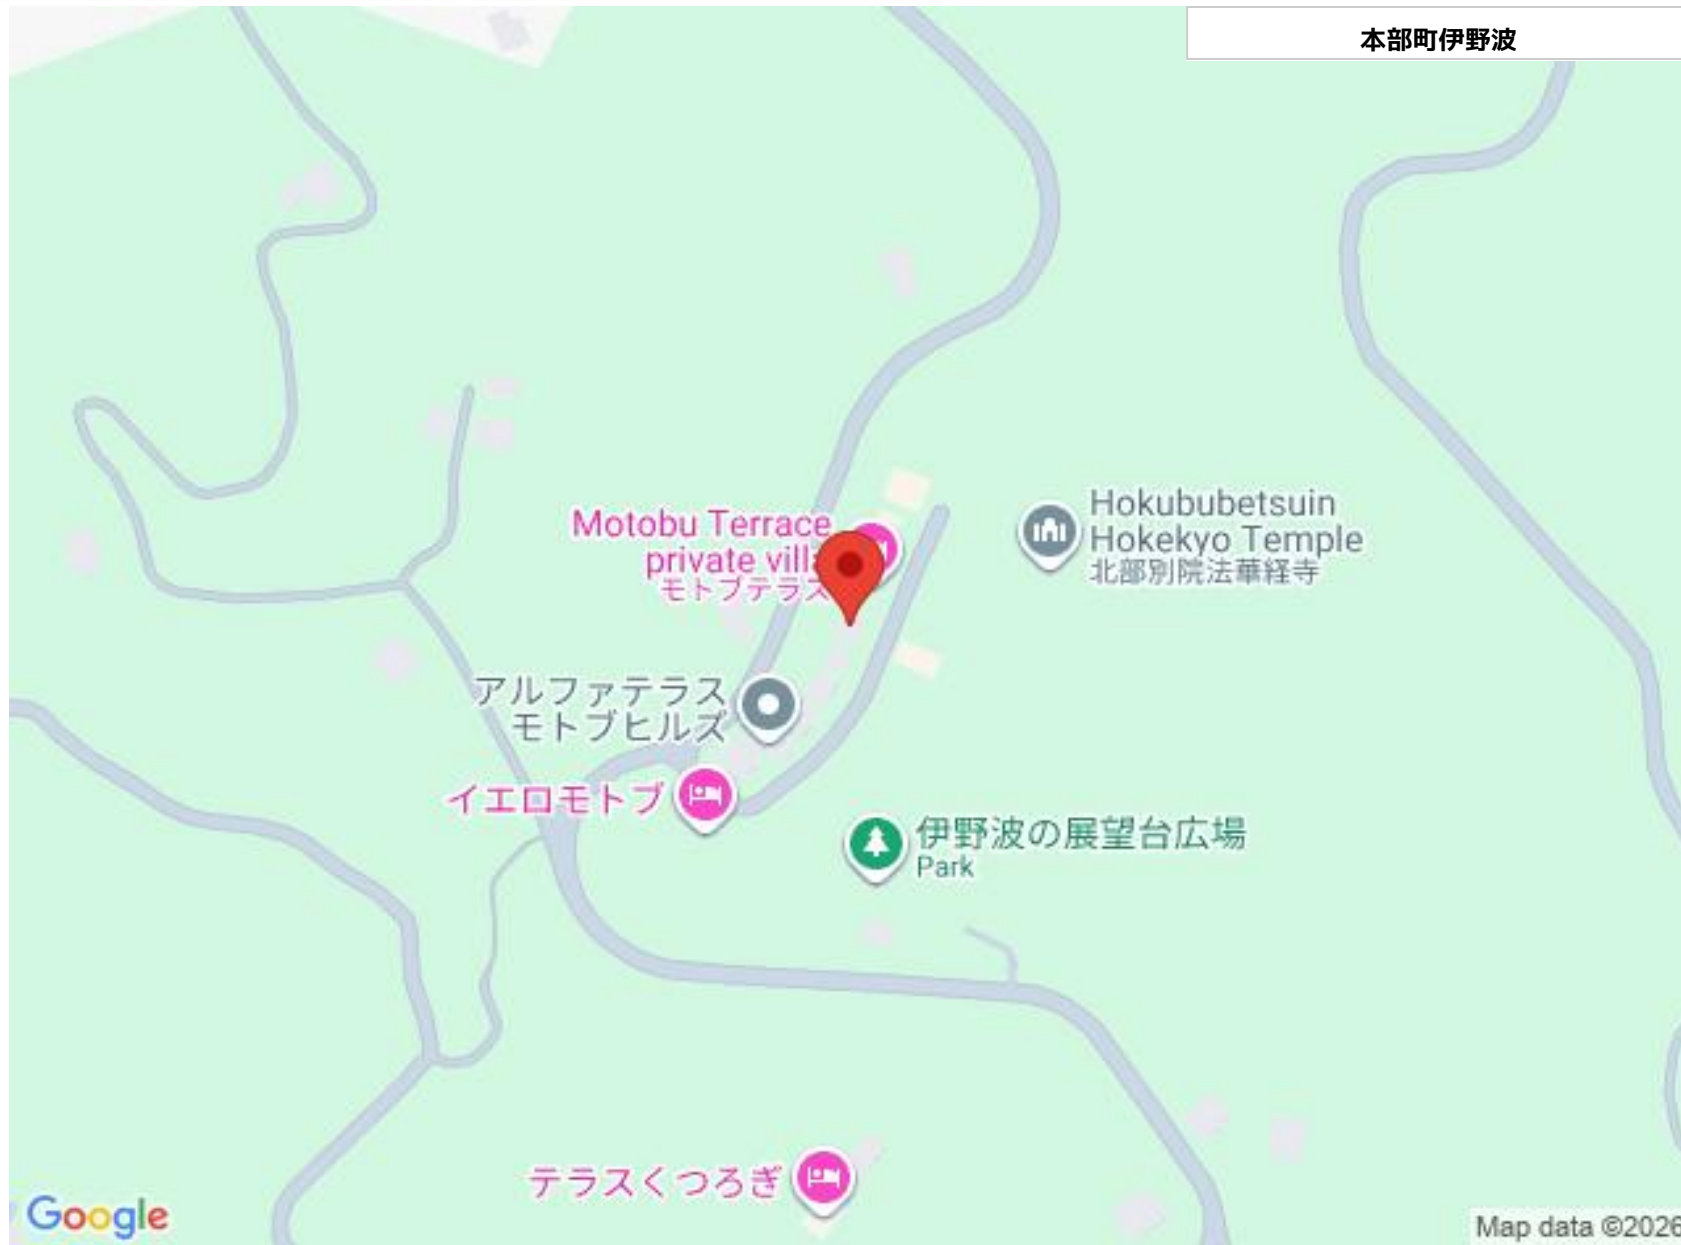 本部町伊野波
Motobu Terrace
private villa
モトブテラス
Hokububetsuin
Hokekyo Temple
北部別院法華経寺
アルファテラス
モトブヒルズ
イエロモトブ
伊野波の展望台広場
Park
テラスくつろぎ
Google
Map data ©2026